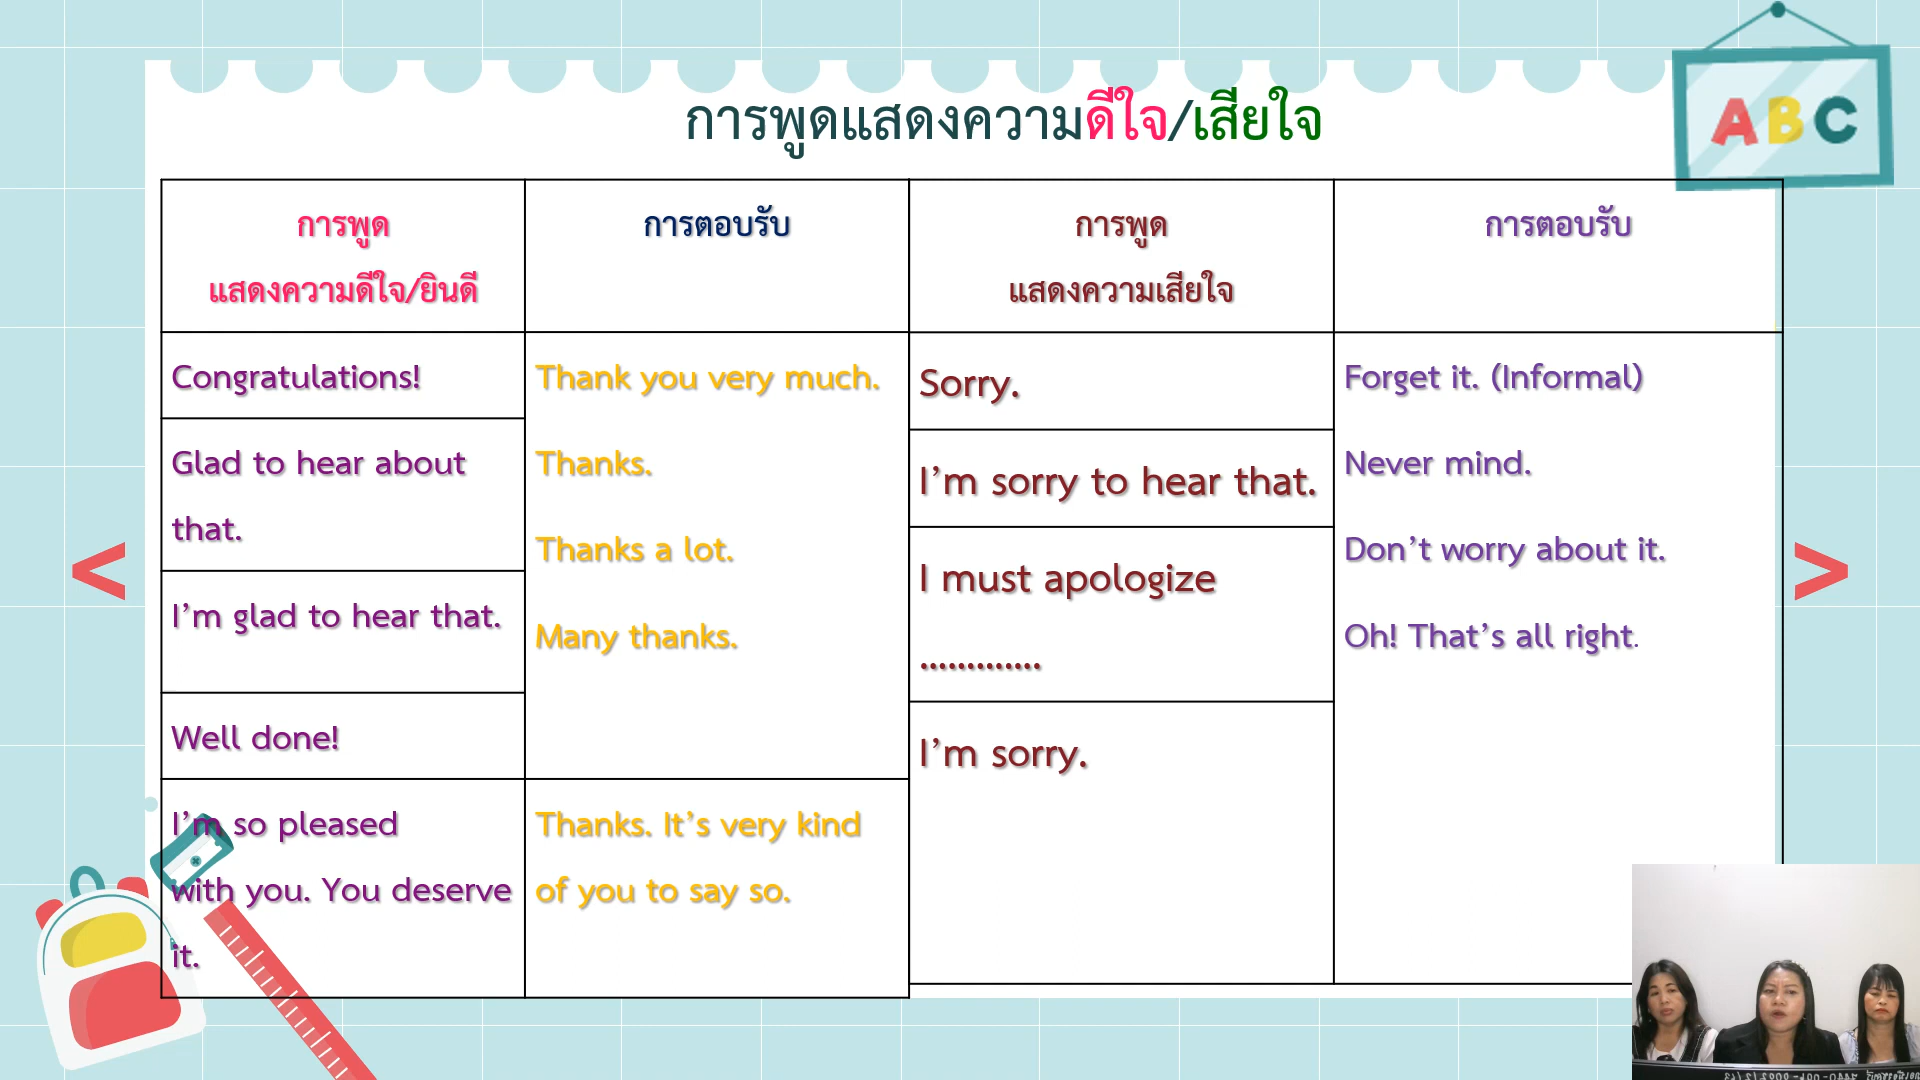 การพูดแสดงความดีใจ/เสียใจ
ABC
การพูด
แสดงความดีใจ/ยินดี
การตอบรับ
การพูด
แสดงความเสียใจ
การตอบรับ
Congratulations!
Glad to hear about
that.
I’m glad to hear that.
Well done!
I’m so pleased
with you. You deserve
it.
Thank you very much.
Thanks.
Thanks a lot.
Many thanks.
Thanks. It’s very kind
of you to say so.
Sorry.
I’m sorry to hear that.
I must apologize
.............
I’m sorry.
Forget it. (Informal)
Never mind.
Don’t worry about it.
Oh! That’s all right.
<
>